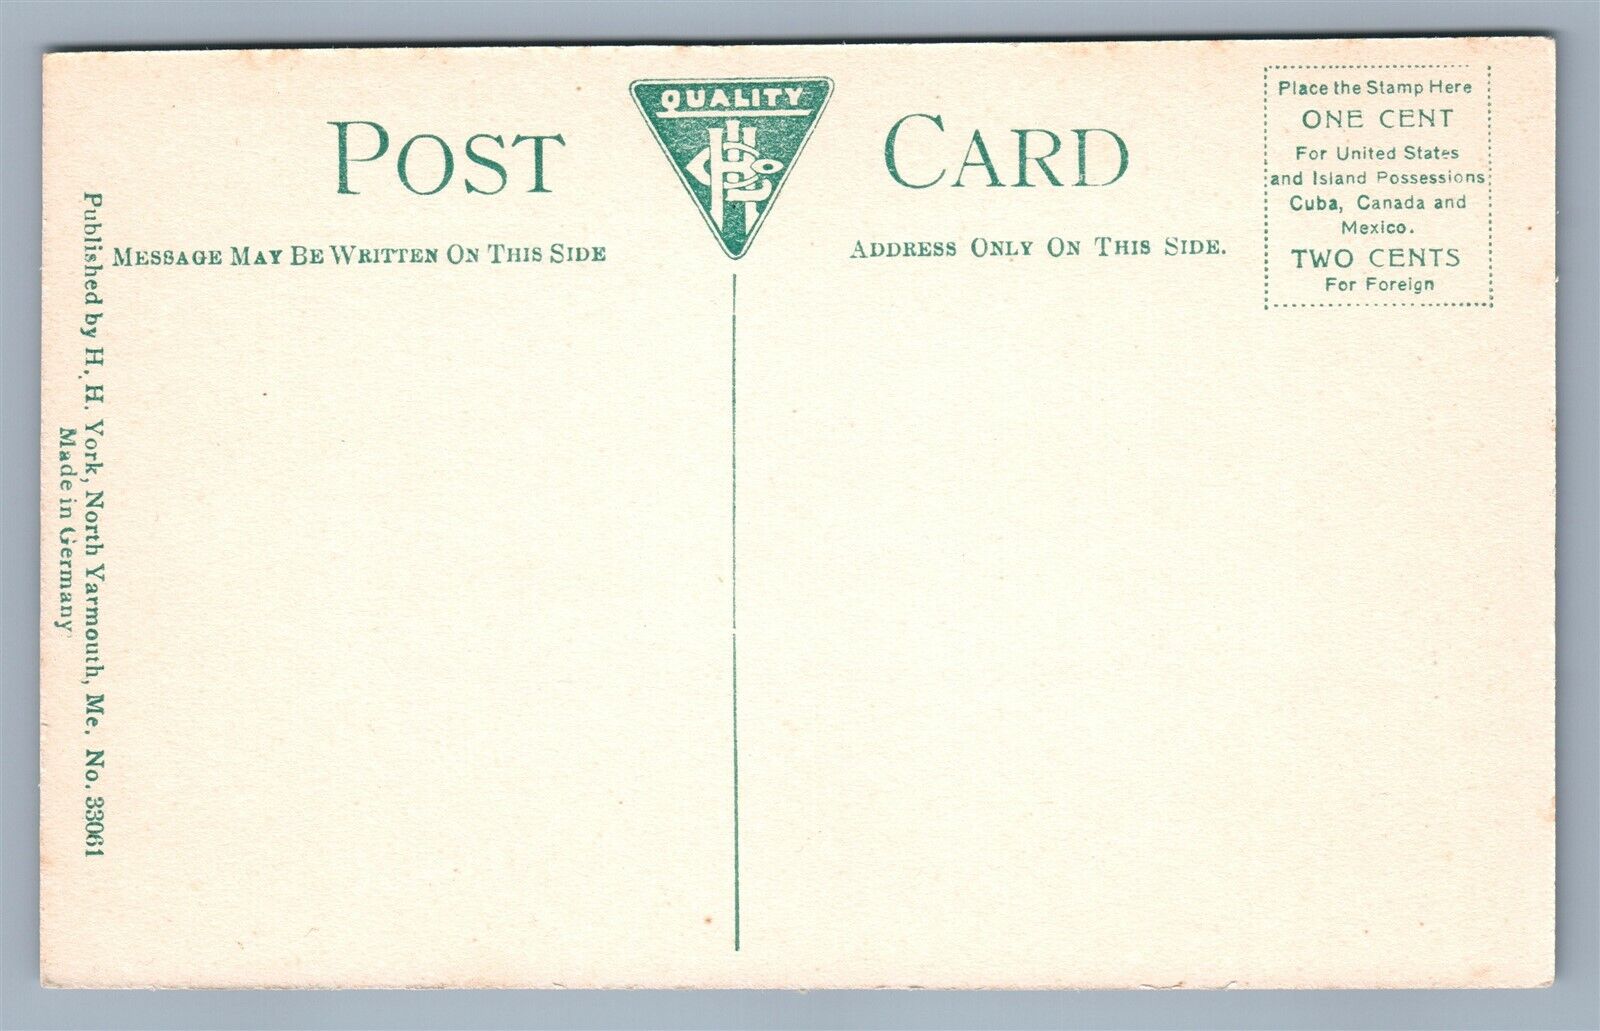 POST CARD
QUALITY
MESSAGE MAY BE WRITTEN ON THIS SIDE
ADDRESS ONLY ON THIS SIDE.
Place the Stamp Here
ONE CENT
For United States
and Island Possessions
Cuba, Canada and
Mexico.
TWO CENTS
For Foreign
Published by H. H. York, North Yarmouth, Me. No. 33061
Made in Germany